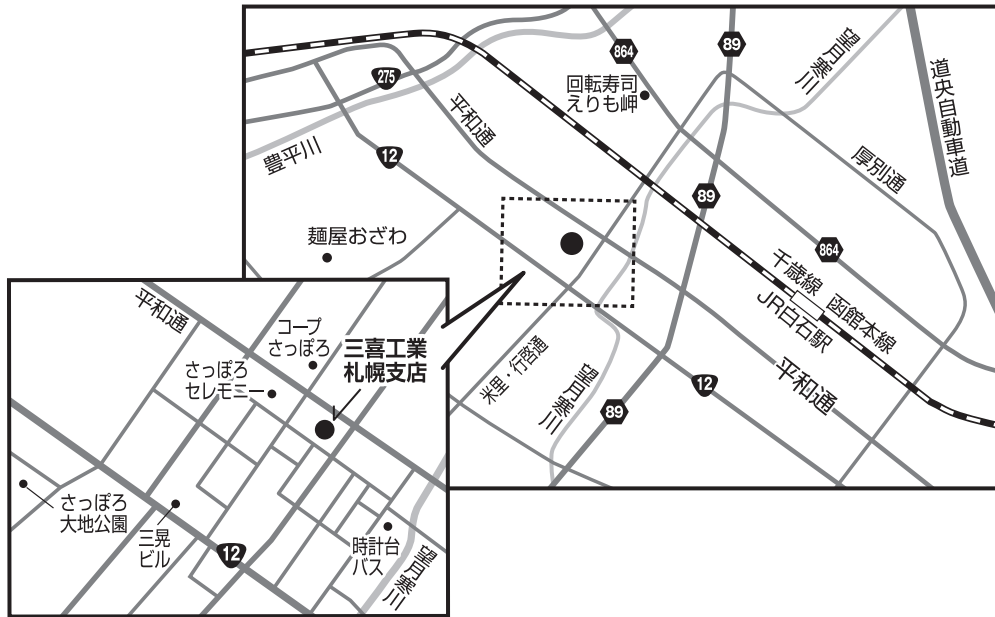 864
89
望月寒川
道央自動車道
275
平和通
回転寿司
えりも岬
豊平川
12
厚別通
89
麺屋おざわ
864
千歳線 函館本線
JR白石駅
平和通
米里・行啓通
望月寒川
12
89
平和通
コープ
さっぽろ
三喜工業
札幌支店
さっぽろ
セレモニー
さっぽろ
大地公園
三晃
ビル
12
時計台
バス
望月寒川